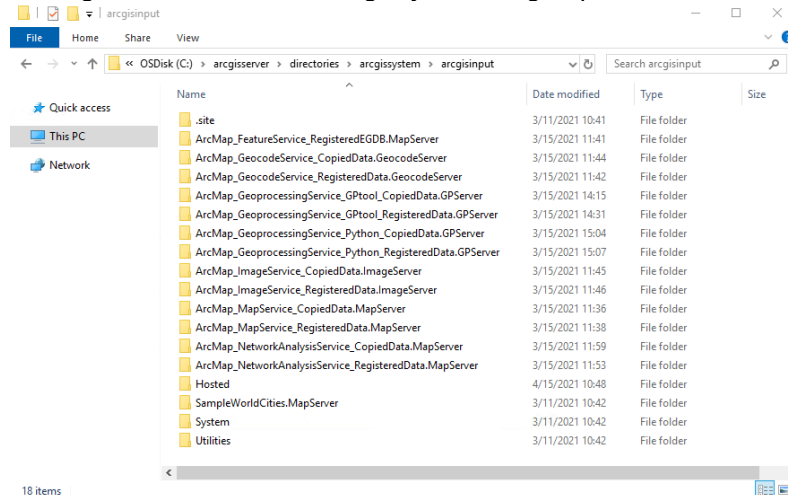 arcgisinput
File Home Share View
« OSDisk (C:) › arcgisserver › directories › arcgissystem › arcgisinput Search arcgisinput
Name Date modified Type Size
Quick access
This PC
Network
.site 3/11/2021 10:41 File folder
ArcMap_FeatureService_RegisteredEGDB.MapServer 3/15/2021 11:41 File folder
ArcMap_GeocodeService_CopiedData.GeocodeServer 3/15/2021 11:44 File folder
ArcMap_GeocodeService_RegisteredData.GeocodeServer 3/15/2021 11:42 File folder
ArcMap_GeoprocessingService_GPtool_CopiedData.GPServer 3/15/2021 14:15 File folder
ArcMap_GeoprocessingService_GPtool_RegisteredData.GPServer 3/15/2021 14:31 File folder
ArcMap_GeoprocessingService_Python_CopiedData.GPServer 3/15/2021 15:04 File folder
ArcMap_GeoprocessingService_Python_RegisteredData.GPServer 3/15/2021 15:07 File folder
ArcMap_ImageService_CopiedData.ImageServer 3/15/2021 11:45 File folder
ArcMap_ImageService_RegisteredData.ImageServer 3/15/2021 11:46 File folder
ArcMap_MapService_CopiedData.MapServer 3/15/2021 11:36 File folder
ArcMap_MapService_RegisteredData.MapServer 3/15/2021 11:38 File folder
ArcMap_NetworkAnalysisService_CopiedData.MapServer 3/15/2021 11:59 File folder
ArcMap_NetworkAnalysisService_RegisteredData.MapServer 3/15/2021 11:53 File folder
Hosted 4/15/2021 10:48 File folder
SampleWorldCities.MapServer 3/11/2021 10:42 File folder
System 3/11/2021 10:42 File folder
Utilities 3/11/2021 10:42 File folder
18 items